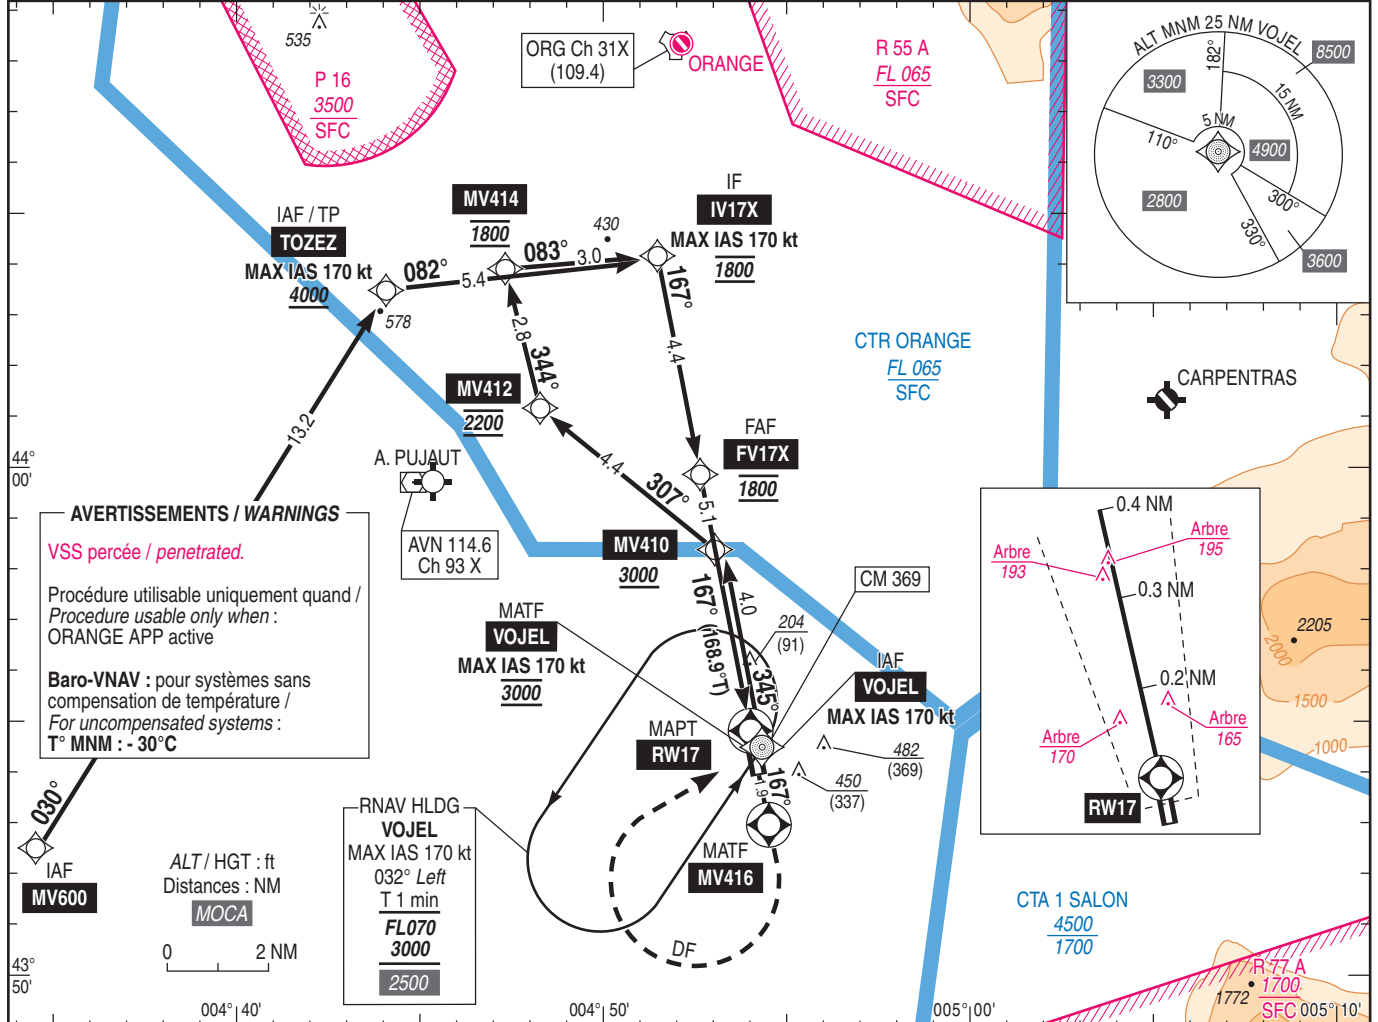 535
P 16
3500
SFC
ORG Ch 31X
(109.4)
ORANGE
R 55 A
FL 065
SFC
ALT MNM 25 NM VOJEL
8500
3300
182°
15 NM
5 NM
110°
4900
2800
300°
330°
3600
IAF / TP
TOZEZ
MAX IAS 170 kt
4000
MV414
1800
430
IF
IV17X
MAX IAS 170 kt
1800
082°
5.4
083°
3.0
578
167°
4.4
2.8
344°
MV412
2200
CTR ORANGE
FL 065
SFC
CARPENTRAS
13.2
A. PUJAUT
AVN 114.6
Ch 93 X
4.4
307°
FAF
FV17X
1800
5.1
44°
00'
AVERTISSEMENTS / WARNINGS
VSS percée / penetrated.
Procédure utilisable uniquement quand /
Procedure usable only when :
ORANGE APP active
Baro-VNAV : pour systèmes sans
compensation de température /
For uncompensated systems :
T° MNM : - 30°C
MV410
3000
167°
(168.9°T)
4.0
345°
CM 369
MATF
VOJEL
MAX IAS 170 kt
3000
204
(91)
IAF
VOJEL
MAX IAS 170 kt
MAPT
RW17
482
(369)
450
(337)
1.9
167°
MATF
MV416
DF
0.4 NM
Arbre
195
Arbre
193
0.3 NM
0.2 NM
Arbre
165
Arbre
170
RW17
2205
2000
1500
1000
030°
IAF
MV600
ALT / HGT : ft
Distances : NM
MOCA
0
2 NM
RNAV HLDG
VOJEL
MAX IAS 170 kt
032° Left
T 1 min
FL070
3000
2500
CTA 1 SALON
4500
1700
R 77 A
1700
SFC
1772
43°
50'
004° 40'
004° 50'
005° 00'
005° 10'